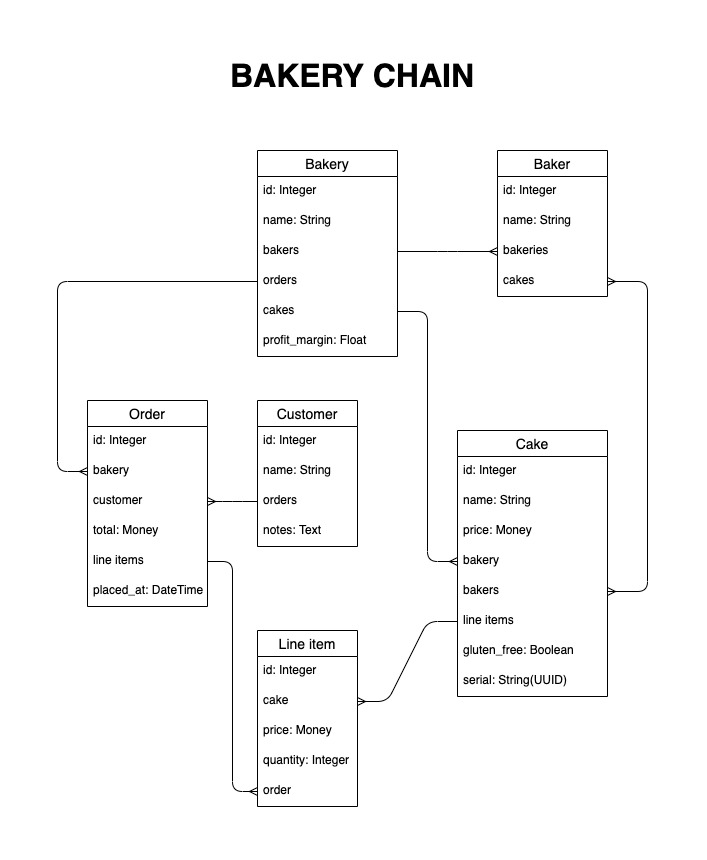 BAKERY CHAIN
Bakery
id: Integer
name: String
bakers
orders
cakes
profit_margin: Float
Baker
id: Integer
name: String
bakeries
cakes
Order
id: Integer
bakery
customer
total: Money
line items
placed_at: DateTime
Customer
id: Integer
name: String
orders
notes: Text
Cake
id: Integer
name: String
price: Money
bakery
bakers
line items
gluten_free: Boolean
serial: String(UUID)
Line item
id: Integer
cake
price: Money
quantity: Integer
order